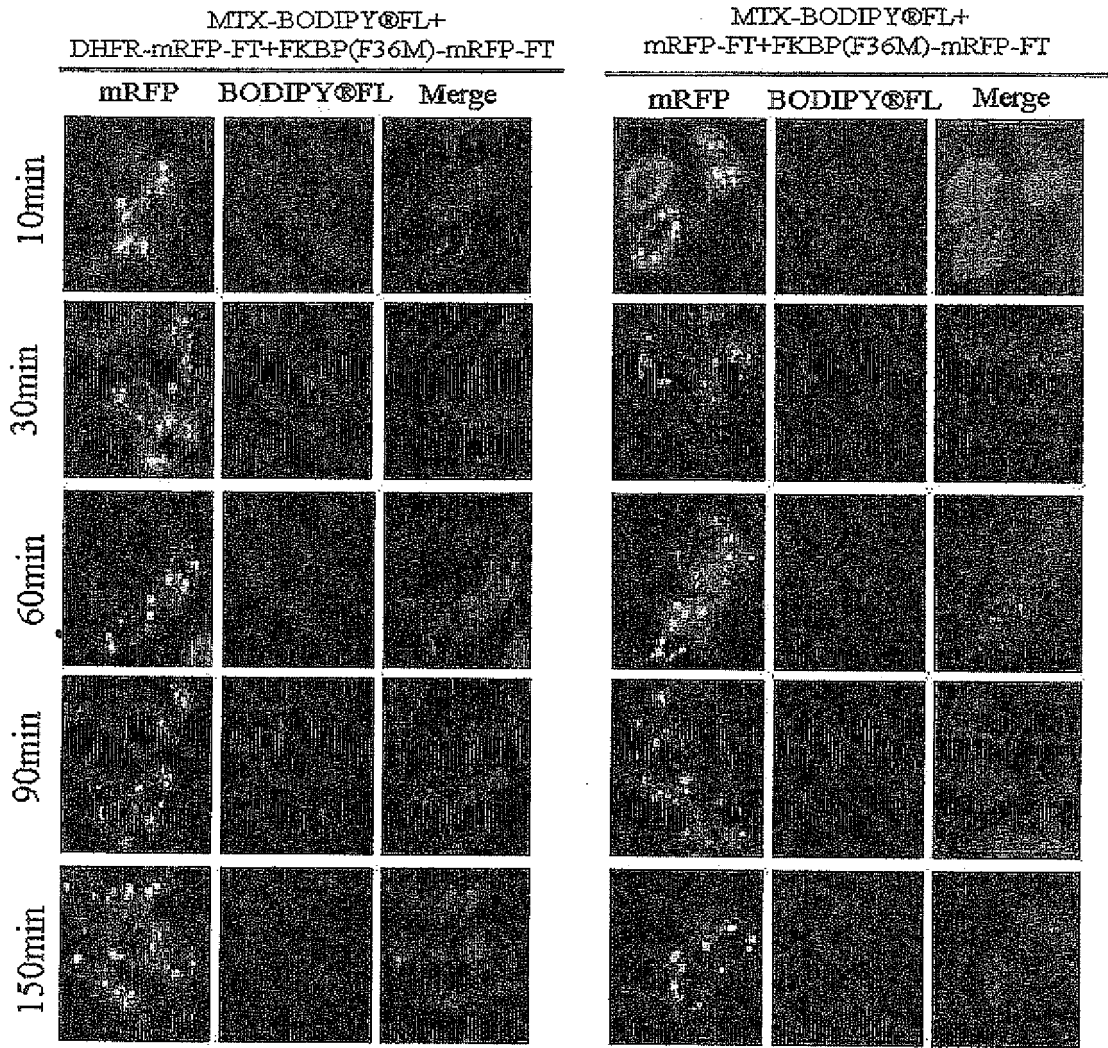 MTX-BODIPY®FL+
DHFR-mRFP-FT+FKBP(F36M)-mRFP-FT
mRFP BODIPY®FL Merge
MTX-BODIPY®FL+
mRFP-FT+FKBP(F36M)-mRFP-FT
mRFP BODIPY®FL Merge
10min
30min
60min
90min
150min